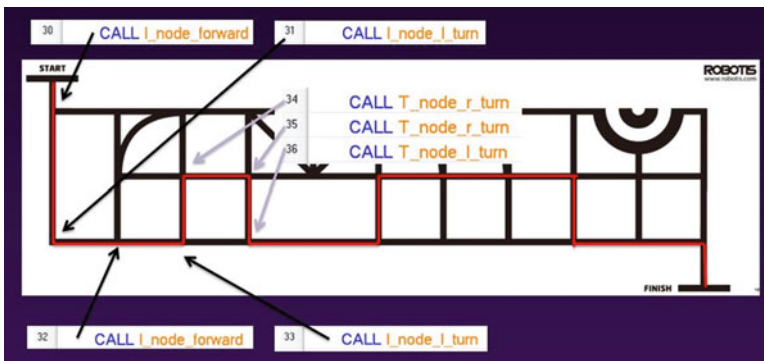 30 CALL l_node_forward
31 CALL l_node_l_turn
START
ROBOTIS
www.robotis.com
34 CALL T_node_r_turn
35 CALL T_node_r_turn
36 CALL T_node_l_turn
FINISH
32 CALL l_node_forward
33 CALL l_node_l_turn